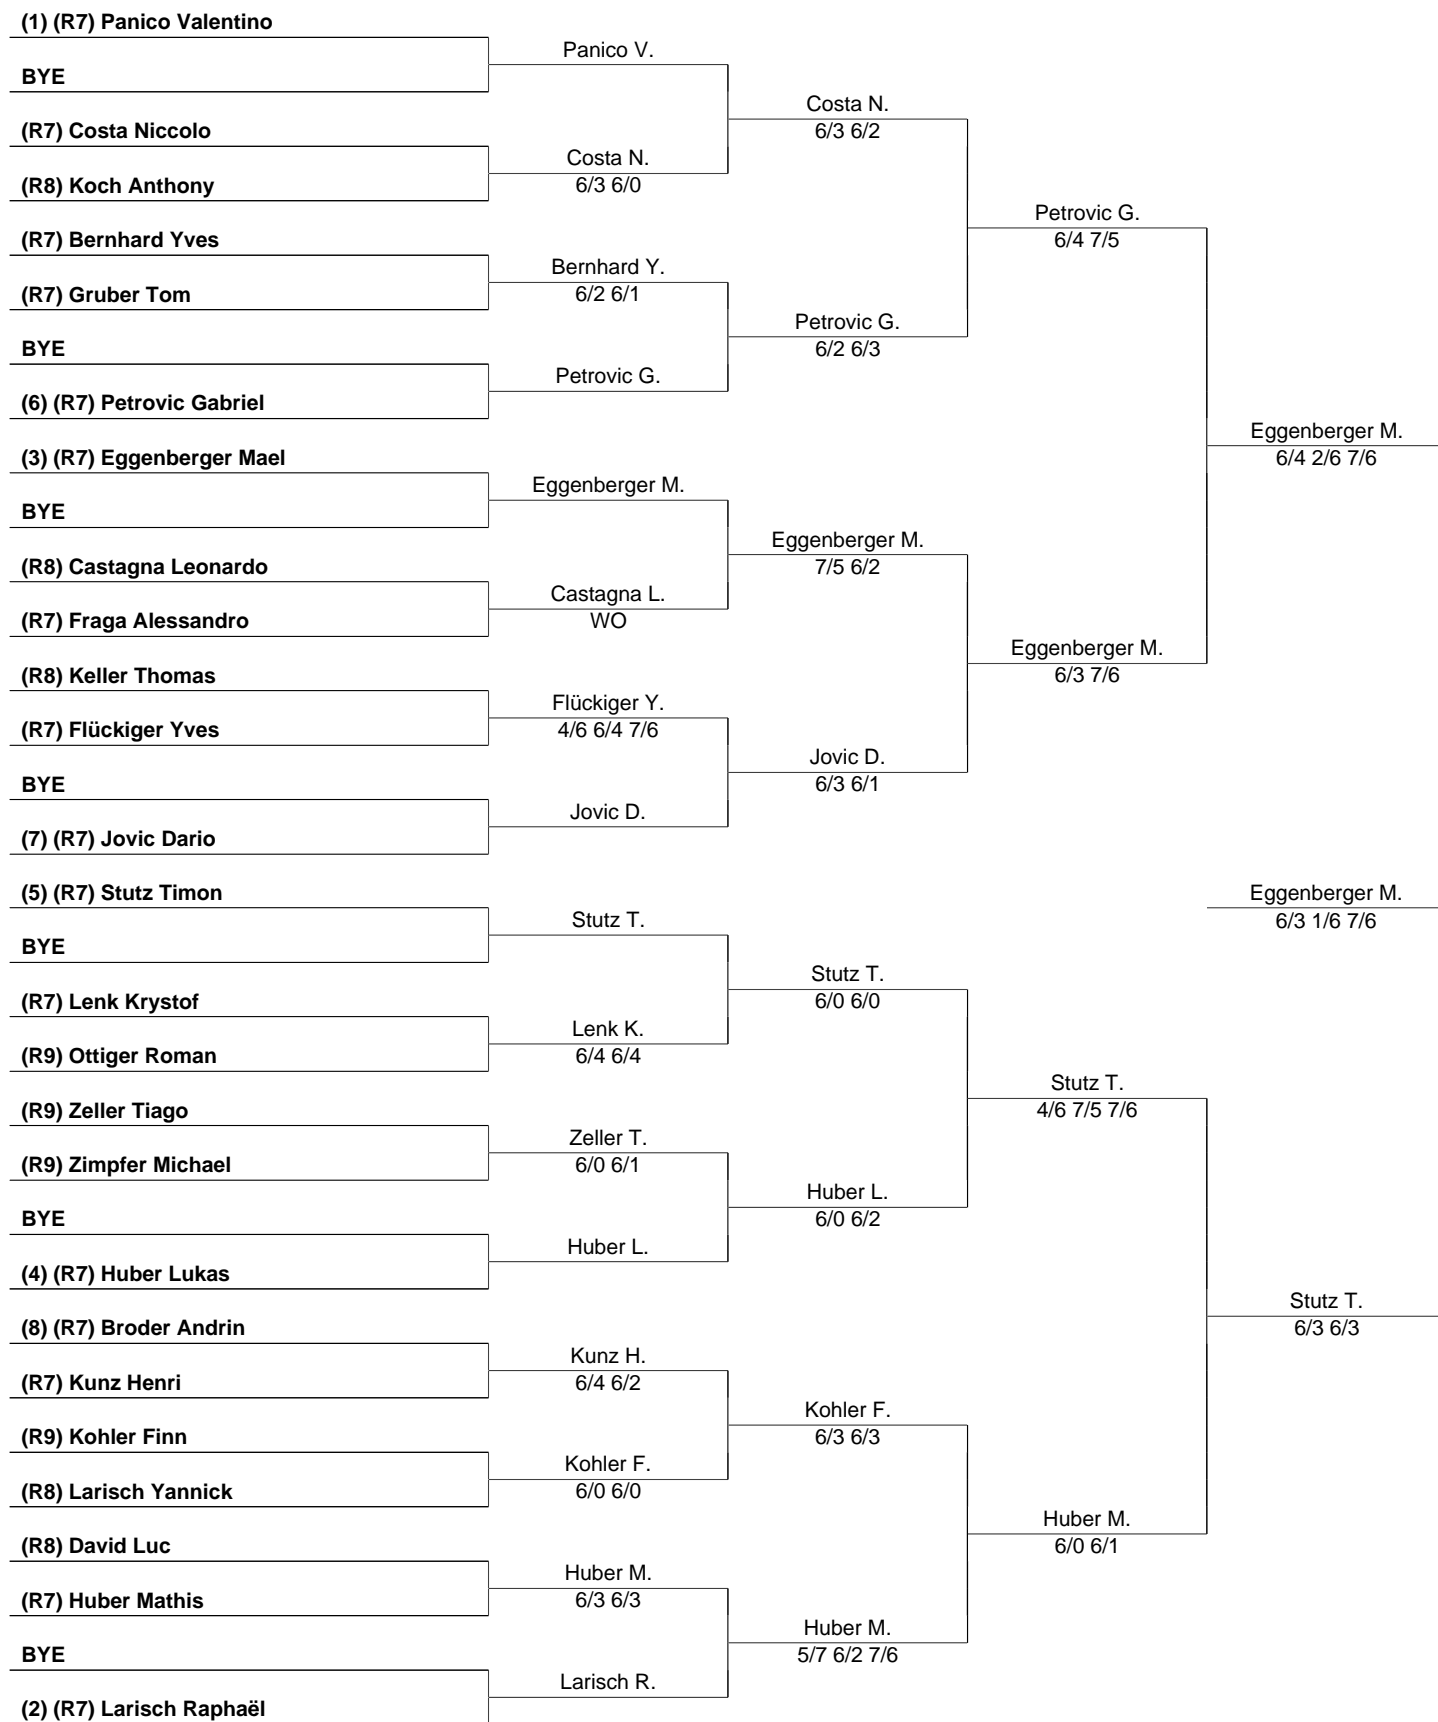 (1) (R7) Panico Valentino
Panico V.
BYE
Costa N.
6/3 6/2
(R7) Costa Niccolo
Costa N.
6/3 6/0
(R8) Koch Anthony
Petrovic G.
6/4 7/5
(R7) Bernhard Yves
Bernhard Y.
6/2 6/1
(R7) Gruber Tom
Petrovic G.
6/2 6/3
BYE
Petrovic G.
(6) (R7) Petrovic Gabriel
Eggenberger M.
6/4 2/6 7/6
(3) (R7) Eggenberger Mael
Eggenberger M.
BYE
Eggenberger M.
7/5 6/2
(R8) Castagna Leonardo
Castagna L.
WO
(R7) Fraga Alessandro
Eggenberger M.
6/3 7/6
(R8) Keller Thomas
Flückiger Y.
4/6 6/4 7/6
(R7) Flückiger Yves
Jovic D.
6/3 6/1
BYE
Jovic D.
(7) (R7) Jovic Dario
(5) (R7) Stutz Timon
Eggenberger M.
6/3 1/6 7/6
Stutz T.
BYE
Stutz T.
6/0 6/0
(R7) Lenk Krystof
Lenk K.
6/4 6/4
(R9) Ottiger Roman
Stutz T.
4/6 7/5 7/6
(R9) Zeller Tiago
Zeller T.
6/0 6/1
(R9) Zimpfer Michael
Huber L.
6/0 6/2
BYE
Huber L.
(4) (R7) Huber Lukas
Stutz T.
6/3 6/3
(8) (R7) Broder Andrin
Kunz H.
6/4 6/2
(R7) Kunz Henri
Kohler F.
6/3 6/3
(R9) Kohler Finn
Kohler F.
6/0 6/0
(R8) Larisch Yannick
Huber M.
6/0 6/1
(R8) David Luc
Huber M.
6/3 6/3
(R7) Huber Mathis
Huber M.
5/7 6/2 7/6
BYE
Larisch R.
(2) (R7) Larisch Raphaël